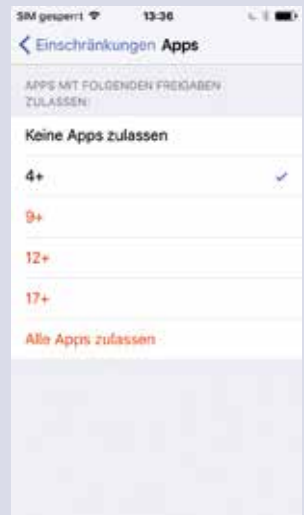 SIM gesperrt 13:36
Einschränkungen Apps
APPS MIT FOLGENDEN FREIGABEN
ZULASSEN:
Keine Apps zulassen
4+
9+
12+
17+
Alle Apps zulassen